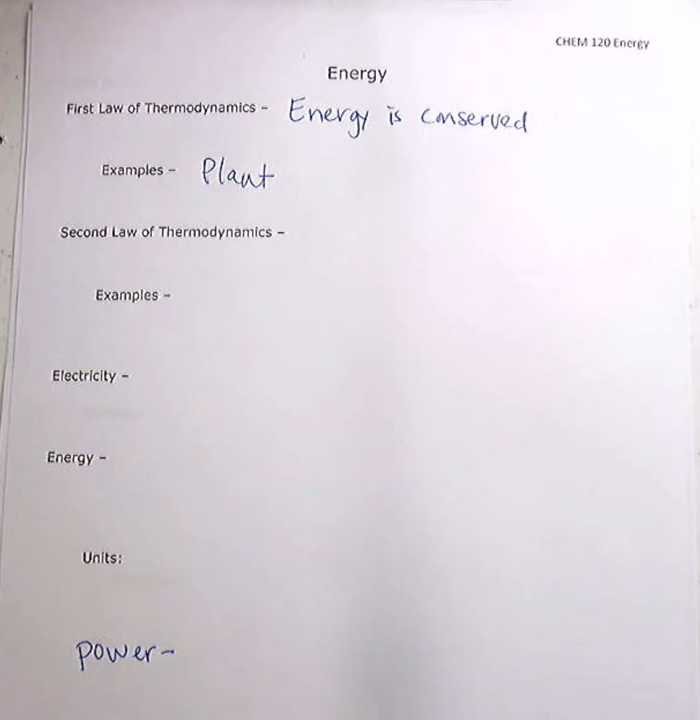 CHEM 120 Energy
Energy
First Law of Thermodynamics – Energy is conserved
Examples – Plant
Second Law of Thermodynamics –
Examples –
Electricity –
Energy –
Units:
power-